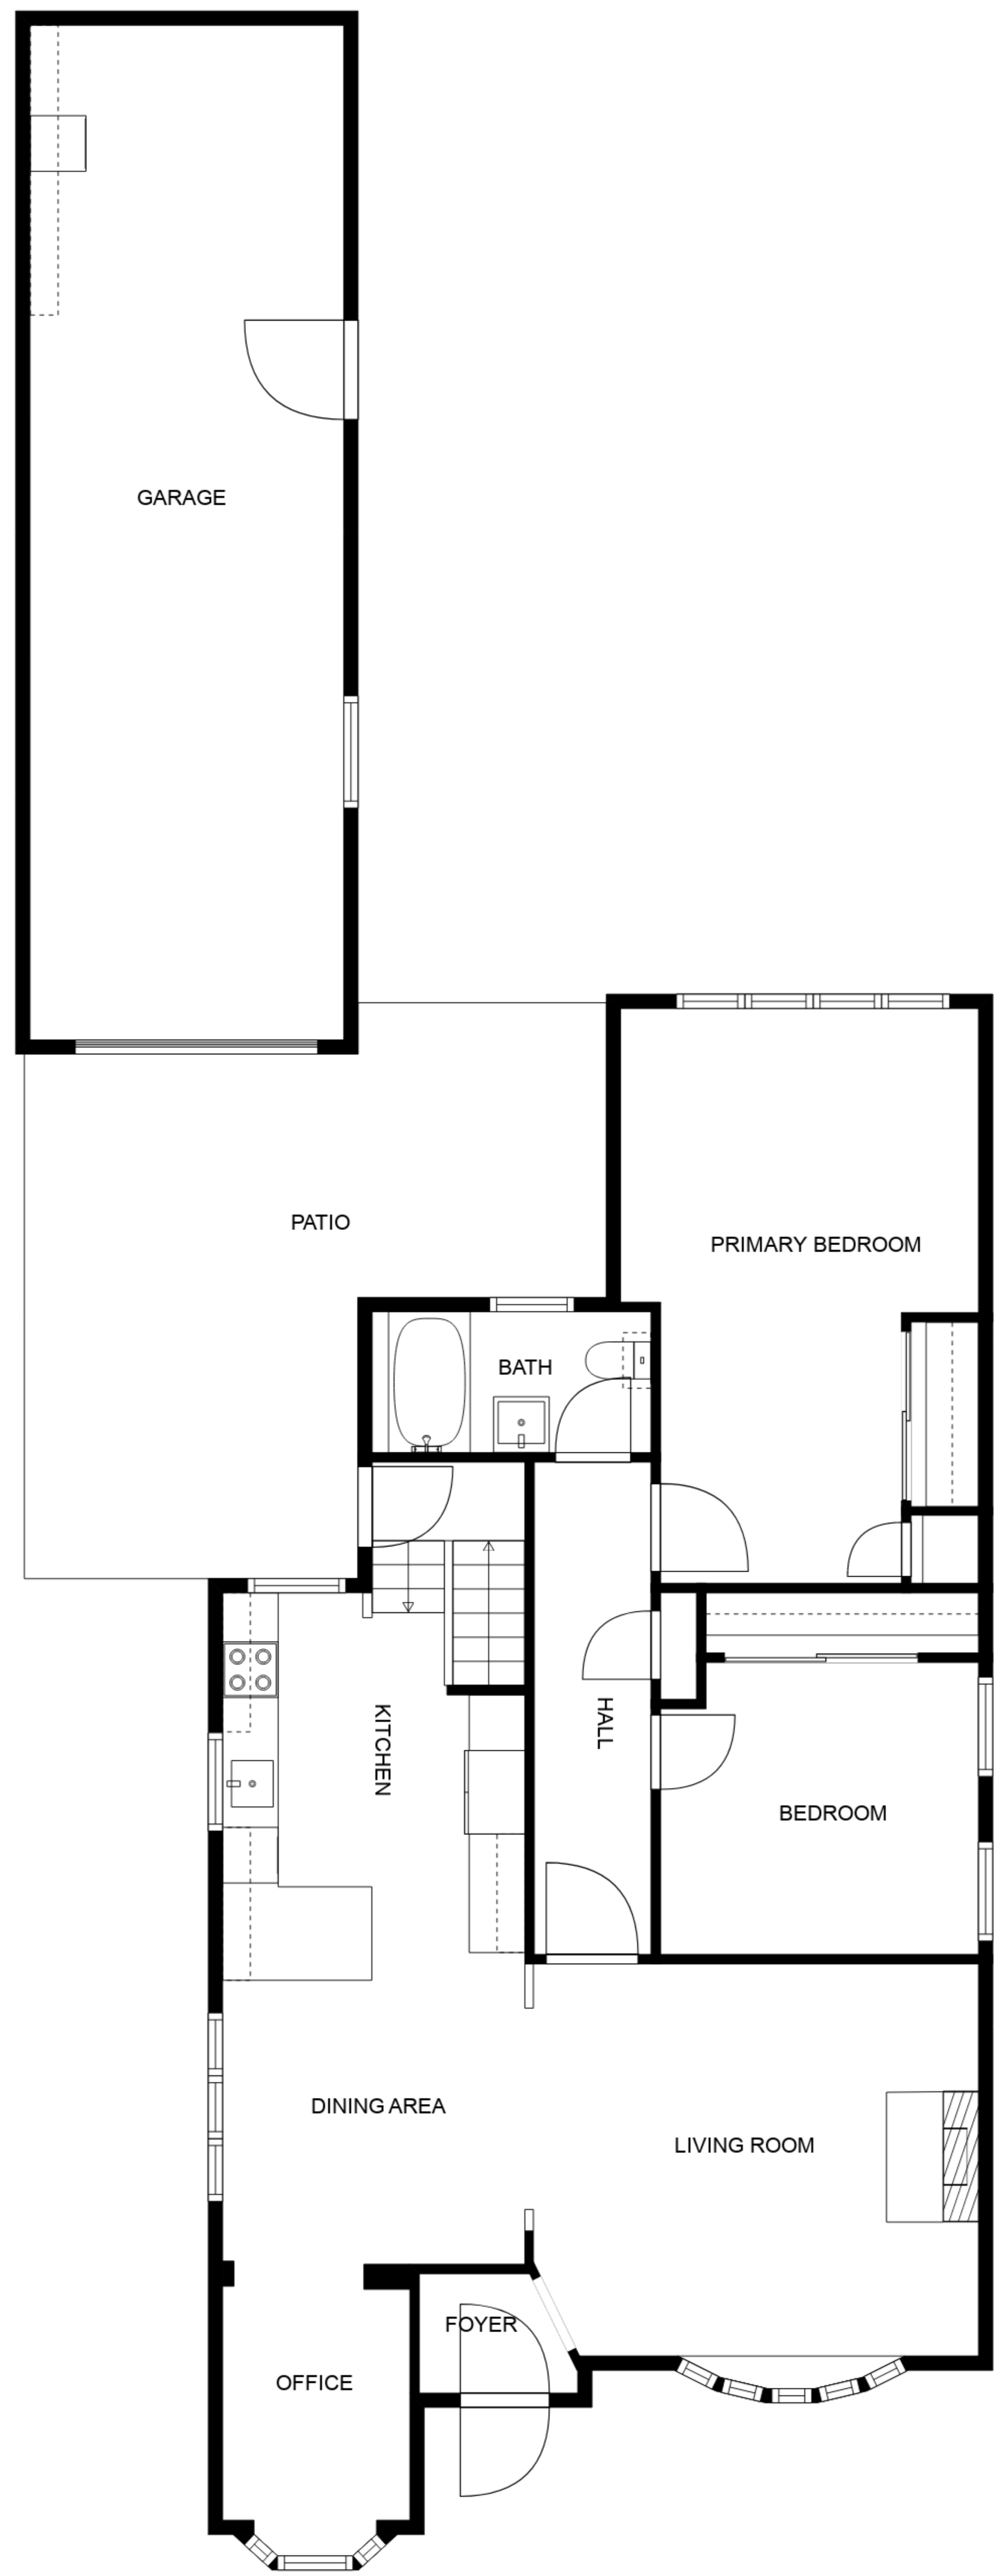 GARAGE
PATIO
PRIMARY BEDROOM
BATH
KITCHEN
HALL
BEDROOM
DINING AREA
LIVING ROOM
FOYER
OFFICE